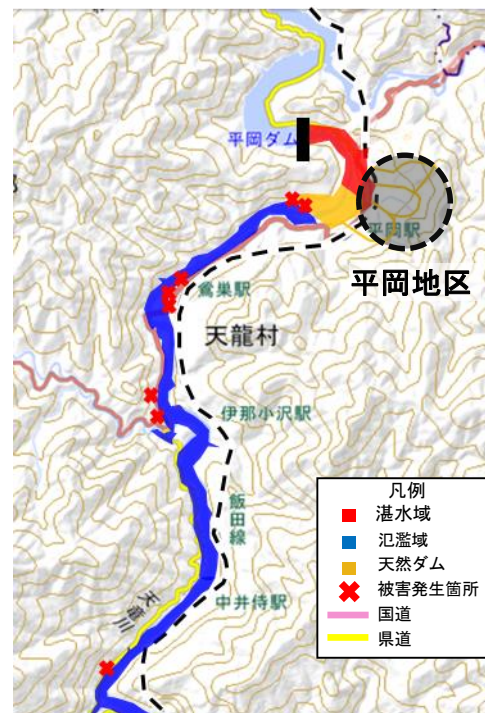 平岡ダム
平岡駅
平岡地区
鶯巣駅
天龍村
伊那小沢駅
飯田線
中井侍駅
天龍川
凡例
湛水域
氾濫域
天然ダム
被害発生箇所
国道
県道